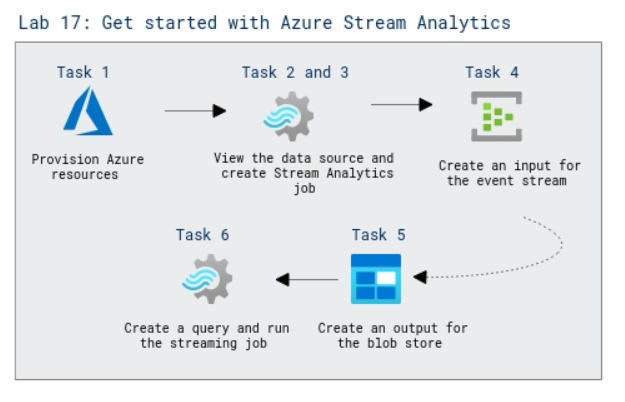 Lab 17: Get started with Azure Stream Analytics
Task 1
Provision Azure
resources
Task 2 and 3
View the data source and
create Stream Analytics
job
Task 4
Create an input for
the event stream
Task 5
Create an output for
the blob store
Task 6
Create a query and run
the streaming job